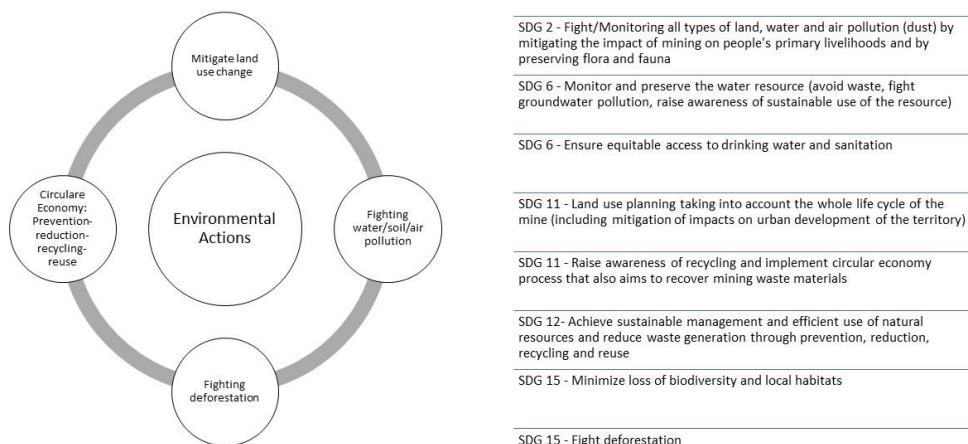 Mitigate land
use change
Circulare
Economy:
Prevention-
reduction-
recycling-
reuse
Environmental
Actions
Fighting
water/soil/air
pollution
Fighting
deforestation
SDG 2 - Fight/Monitoring all types of land, water and air pollution (dust) by
mitigating the impact of mining on people's primary livelihoods and by
preserving flora and fauna
SDG 6 - Monitor and preserve the water resource (avoid waste, fight
groundwater pollution, raise awareness of sustainable use of the resource)
SDG 6 - Ensure equitable access to drinking water and sanitation
SDG 11 - Land use planning taking into account the whole life cycle of the
mine (including mitigation of impacts on urban development of the territory)
SDG 11 - Raise awareness of recycling and implement circular economy
process that also aims to recover mining waste materials
SDG 12- Achieve sustainable management and efficient use of natural
resources and reduce waste generation through prevention, reduction,
recycling and reuse
SDG 15 - Minimize loss of biodiversity and local habitats
SDG 15 - Fight deforestation